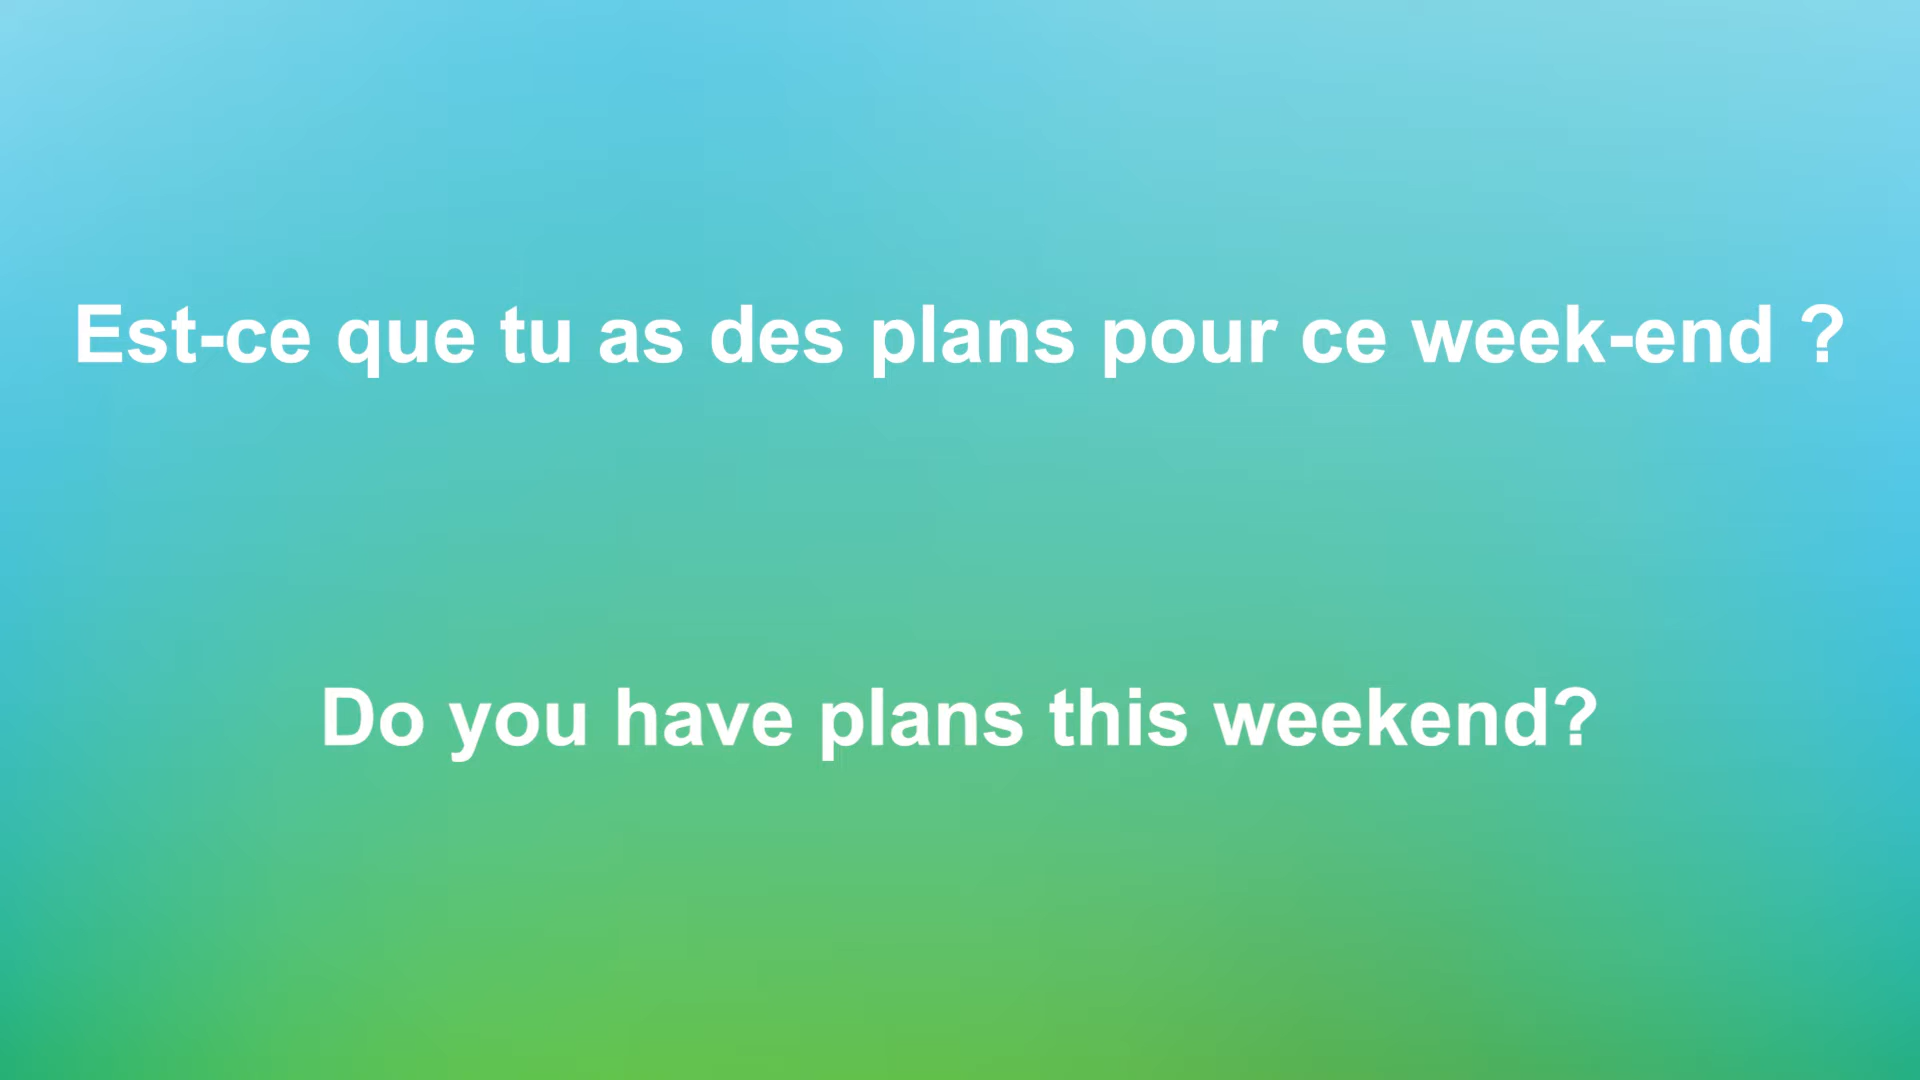 Est-ce que tu as des plans pour ce week-end ?
Do you have plans this weekend?